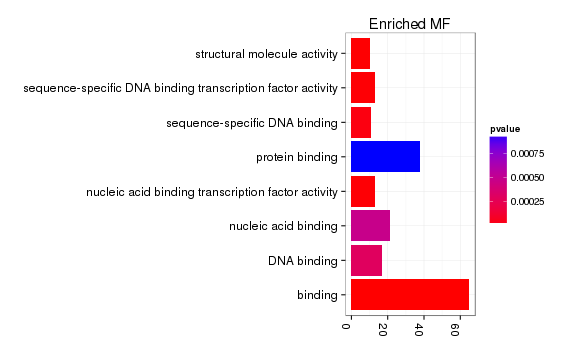 Enriched MF
structural molecule activity
sequence-specific DNA binding transcription factor activity
sequence-specific DNA binding
protein binding
nucleic acid binding transcription factor activity
nucleic acid binding
DNA binding
binding
0
20
40
60
pvalue
0.00075
0.00050
0.00025